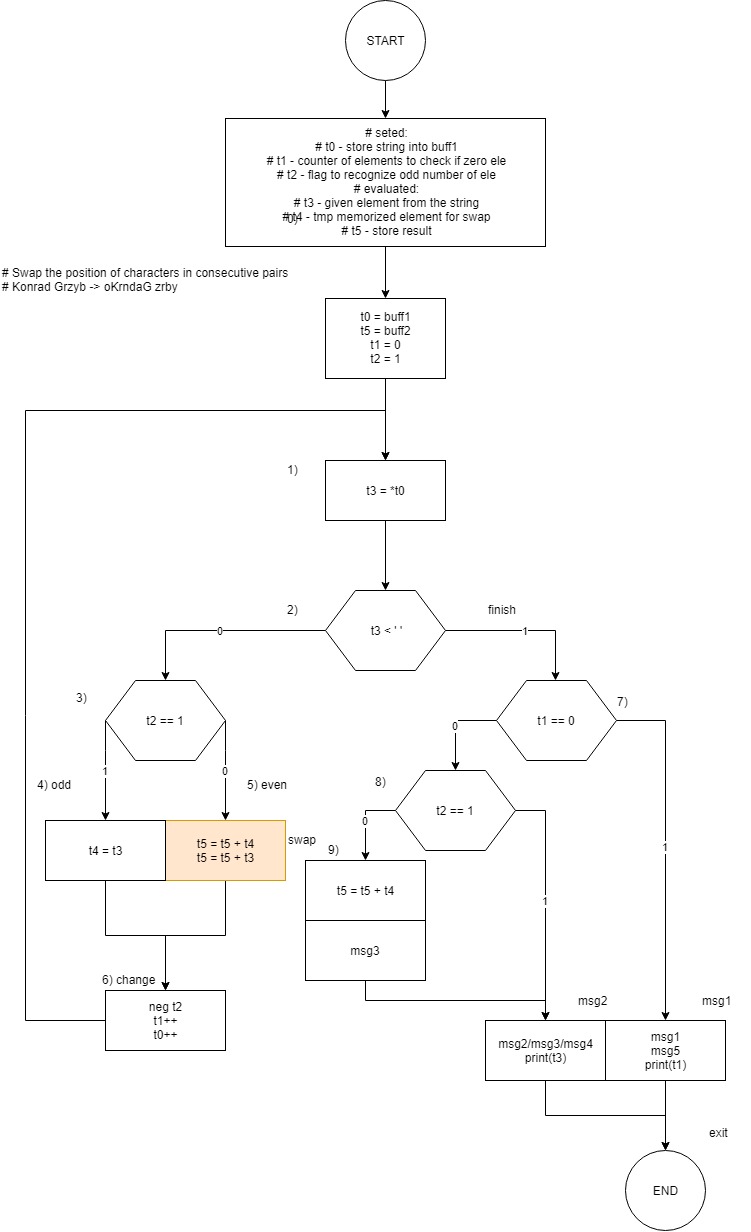 START
# seted:
# t0 - store string into buff1
# t1 - counter of elements to check if zero ele
# t2 - flag to recognize odd number of ele
# evaluated:
# t3 - given element from the string
# t4 - tmp memorized element for swap
0)
# t5 - store result
# Swap the position of characters in consecutive pairs
# Konrad Grzyb -> oKrndaG zrby
t0 = buff1
t5 = buff2
t1 = 0
t2 = 1
1)
t3 = *t0
2)
finish
t3 < ' '
0
1
3)
7)
t2 == 1
t1 == 0
0
1
0
4) odd
5) even
8)
t2 == 1
t4 = t3
t5 = t5 + t4
t5 = t5 + t3
swap
0
9)
1
t5 = t5 + t4
1
msg3
6) change
neg t2
t1++
t0++
msg2
msg1
msg2/msg3/msg4
print(t3)
msg1
msg5
print(t1)
exit
END